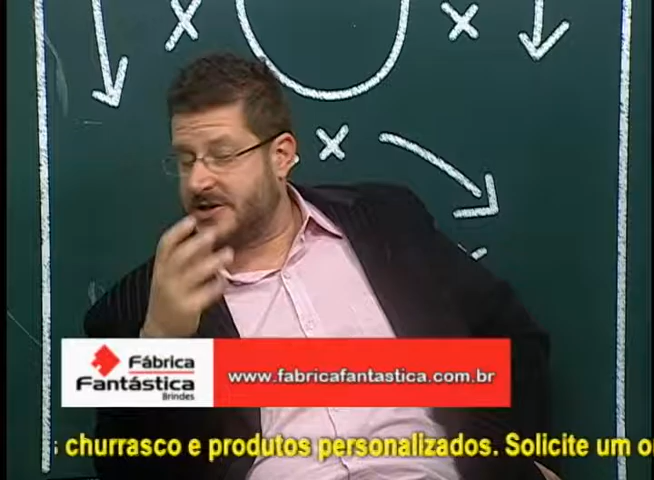 Fábrica
Fantástica
Brindes
www.fabricafantastica.com.br
churrasco e produtos personalizados. Solicite um